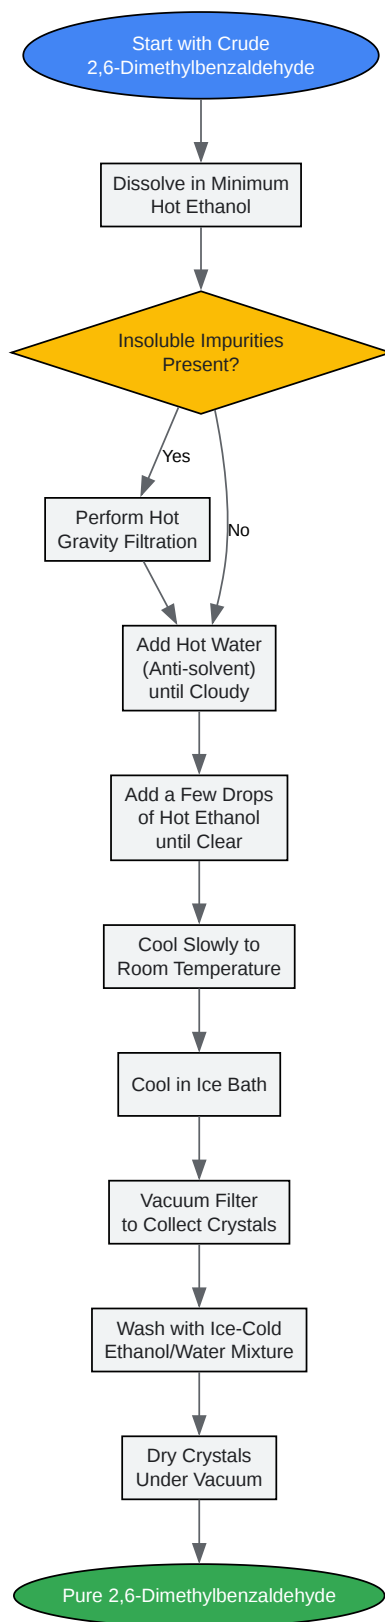 Start with Crude
2,6-Dimethylbenzaldehyde
Dissolve in Minimum
Hot Ethanol
Insoluble Impurities
Present?
Yes
No
Perform Hot
Gravity Filtration
Add Hot Water
(Anti-solvent)
until Cloudy
Add a Few Drops
of Hot Ethanol
until Clear
Cool Slowly to
Room Temperature
Cool in Ice Bath
Vacuum Filter
to Collect Crystals
Wash with Ice-Cold
Ethanol/Water Mixture
Dry Crystals
Under Vacuum
Pure 2,6-Dimethylbenzaldehyde